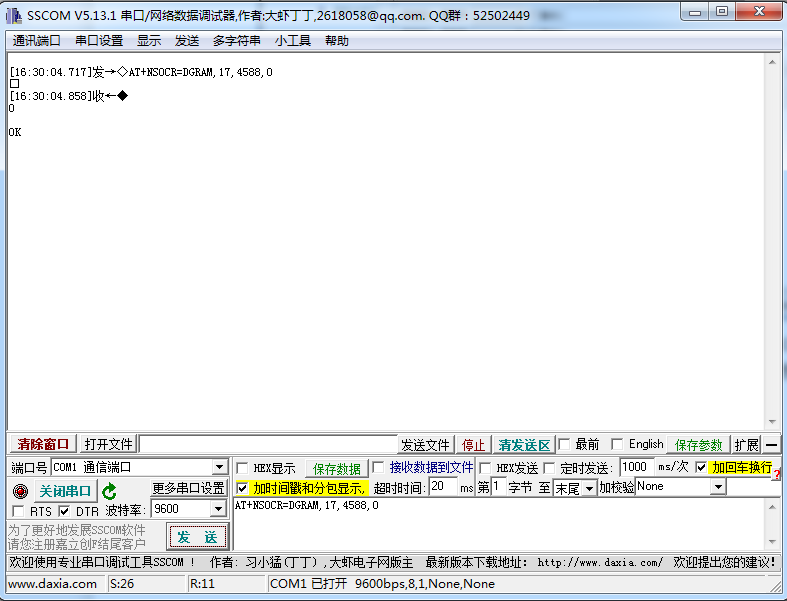 SSCOM V5.13.1 串口/网络数据调试器,作者:大虾丁丁,2618058@qq.com. QQ群：52502449
通讯端口 串口设置 显示 发送 多字符串 小工具 帮助
[16:30:04.717]发→◇AT+NSOCR=DGRAM,17,4588,0
□
[16:30:04.858]收←◆
0
OK
清除窗口 打开文件 发送文件 停止 清发送区 最前 English 保存参数 扩展 —
端口号 COM1 通信端口 HEX显示 保存数据 接收数据到文件 HEX发送 定时发送: 1000 ms/次 加回车换行
关闭串口 更多串口设置 加时间戳和分包显示, 超时时间: 20 ms 第 1 字节 至 末尾 加校验 None
RTS DTR 波特率: 9600 AT+NSOCR=DGRAM,17,4588,0
为了更好地发展SSCOM软件
请您注册嘉立创F结尾客户
发 送
欢迎使用专业串口调试工具SSCOM ！ 作者: 习小猛(丁丁),大虾电子网版主 最新版本下载地址: http://www.daxia.com/ 欢迎提出您的建议!
www.daxia.com S:26 R:11 COM1 已打开 9600bps,8,1,None,None